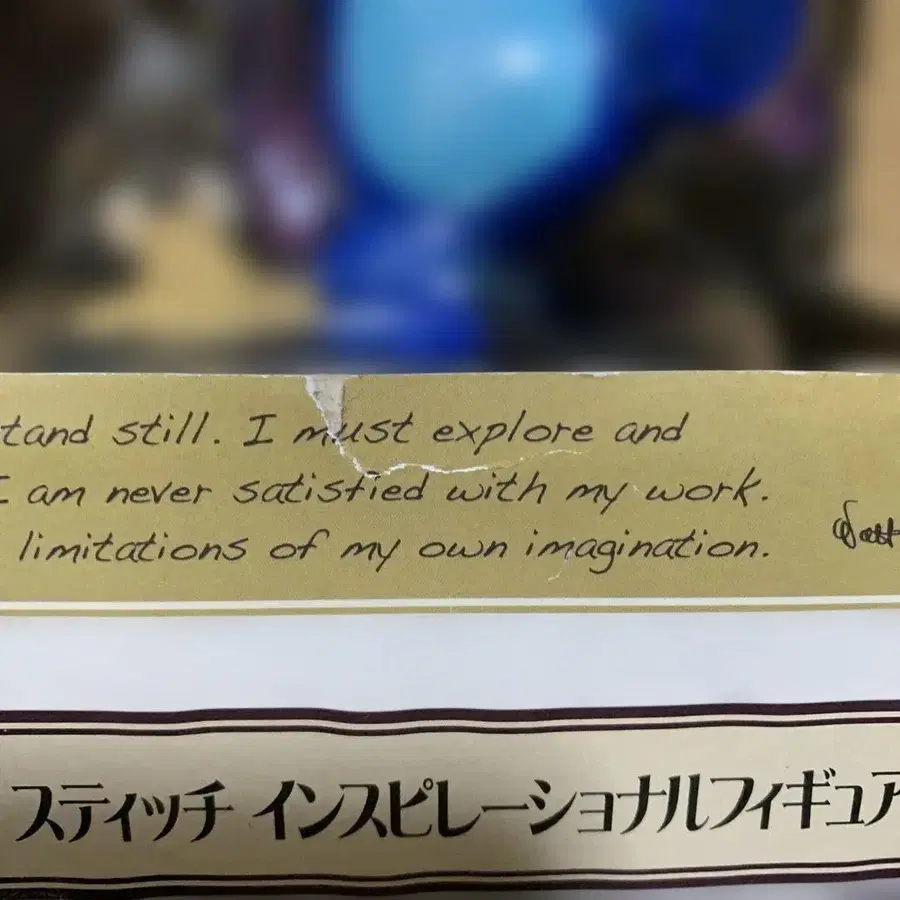 tand still. I must explore and
I am never satisfied with my work.
limitations of my own imagination.
スティッチ インスピレーショナルフィギュア